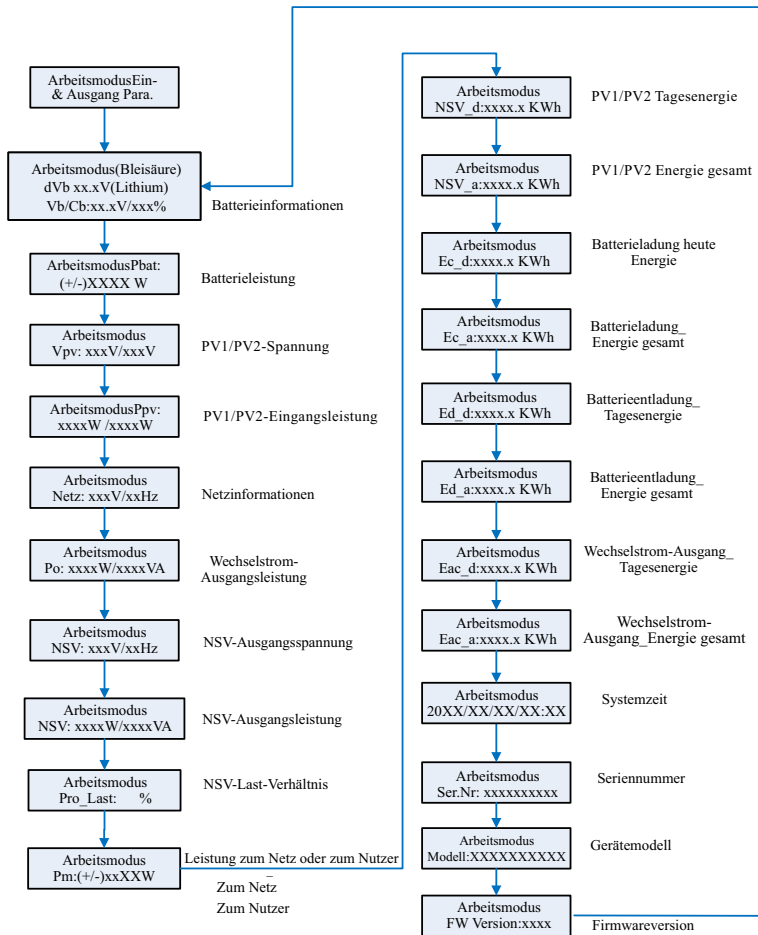 ArbeitsmodusEin-
& Ausgang Para.
Arbeitsmodus(Bleisäure)
dVb xx.xV(Lithium)
Vb/Cb:xx.xV/xxx%
Batterieinformationen
ArbeitsmodusPbat:
(+/-)XXXX W
Batterieleistung
Arbeitsmodus
Vpv: xxxV/xxxV
PV1/PV2-Spannung
ArbeitsmodusPpv:
xxxxW /xxxxW
PV1/PV2-Eingangsleistung
Arbeitsmodus
Netz: xxxV/xxHz
Netzinformationen
Arbeitsmodus
Po: xxxxW/xxxxVA
Wechselstrom-
Ausgangsleistung
Arbeitsmodus
NSV: xxxV/xxHz
NSV-Ausgangsspannung
Arbeitsmodus
NSV: xxxxW/xxxxVA
NSV-Ausgangsleistung
Arbeitsmodus
Pro_Last: %
NSV-Last-Verhältnis
Arbeitsmodus
Pm:(+/-)xxXXW
Leistung zum Netz oder zum Nutzer
_
Zum Netz
Zum Nutzer
Arbeitsmodus
NSV_d:xxxx.x KWh
PV1/PV2 Tagesenergie
Arbeitsmodus
NSV_a:xxxx.x KWh
PV1/PV2 Energie gesamt
Arbeitsmodus
Ec_d:xxxx.x KWh
Batterieladung heute
Energie
Arbeitsmodus
Ec_a:xxxx.x KWh
Batterieladung_
Energie gesamt
Arbeitsmodus
Ed_d:xxxx.x KWh
Batterieentladung_
Tagesenergie
Arbeitsmodus
Ed_a:xxxx.x KWh
Batterieentladung_
Energie gesamt
Arbeitsmodus
Eac_d:xxxx.x KWh
Wechselstrom-Ausgang_
Tagesenergie
Arbeitsmodus
Eac_a:xxxx.x KWh
Wechselstrom-
Ausgang_Energie gesamt
Arbeitsmodus
20XX/XX/XX/XX:XX
Systemzeit
Arbeitsmodus
Ser.Nr: xxxxxxxxxx
Seriennummer
Arbeitsmodus
Modell:XXXXXXXXXX
Gerätemodell
Arbeitsmodus
FW Version:xxxx
Firmwareversion